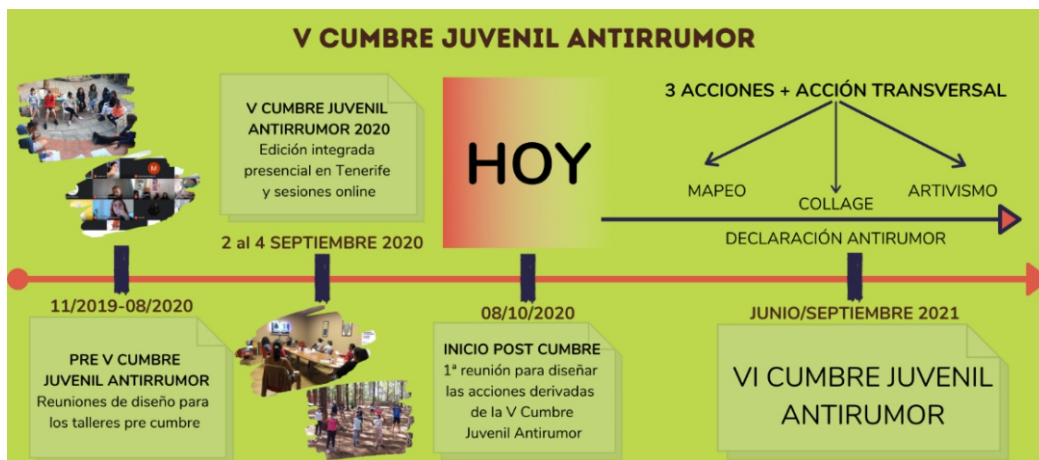 V CUMBRE JUVENIL ANTIRRUMOR
V CUMBRE JUVENIL
ANTIRRUMOR 2020
Edición integrada
presencial en Tenerife
y sesiones online
2 al 4 SEPTIEMBRE 2020
HOY
3 ACCIONES + ACCIÓN TRANSVERSAL
MAPEO
COLLAGE
ARTIVISMO
DECLARACIÓN ANTIRUMOR
M
11/2019-08/2020
PRE V CUMBRE
JUVENIL ANTIRRUMOR
Reuniones de diseño para
los talleres pre cumbre
08/10/2020
INICIO POST CUMBRE
1ª reunión para diseñar
las acciones derivadas
de la V Cumbre
Juvenil Antirumor
JUNIO/SEPTIEMBRE 2021
VI CUMBRE JUVENIL
ANTIRUMOR